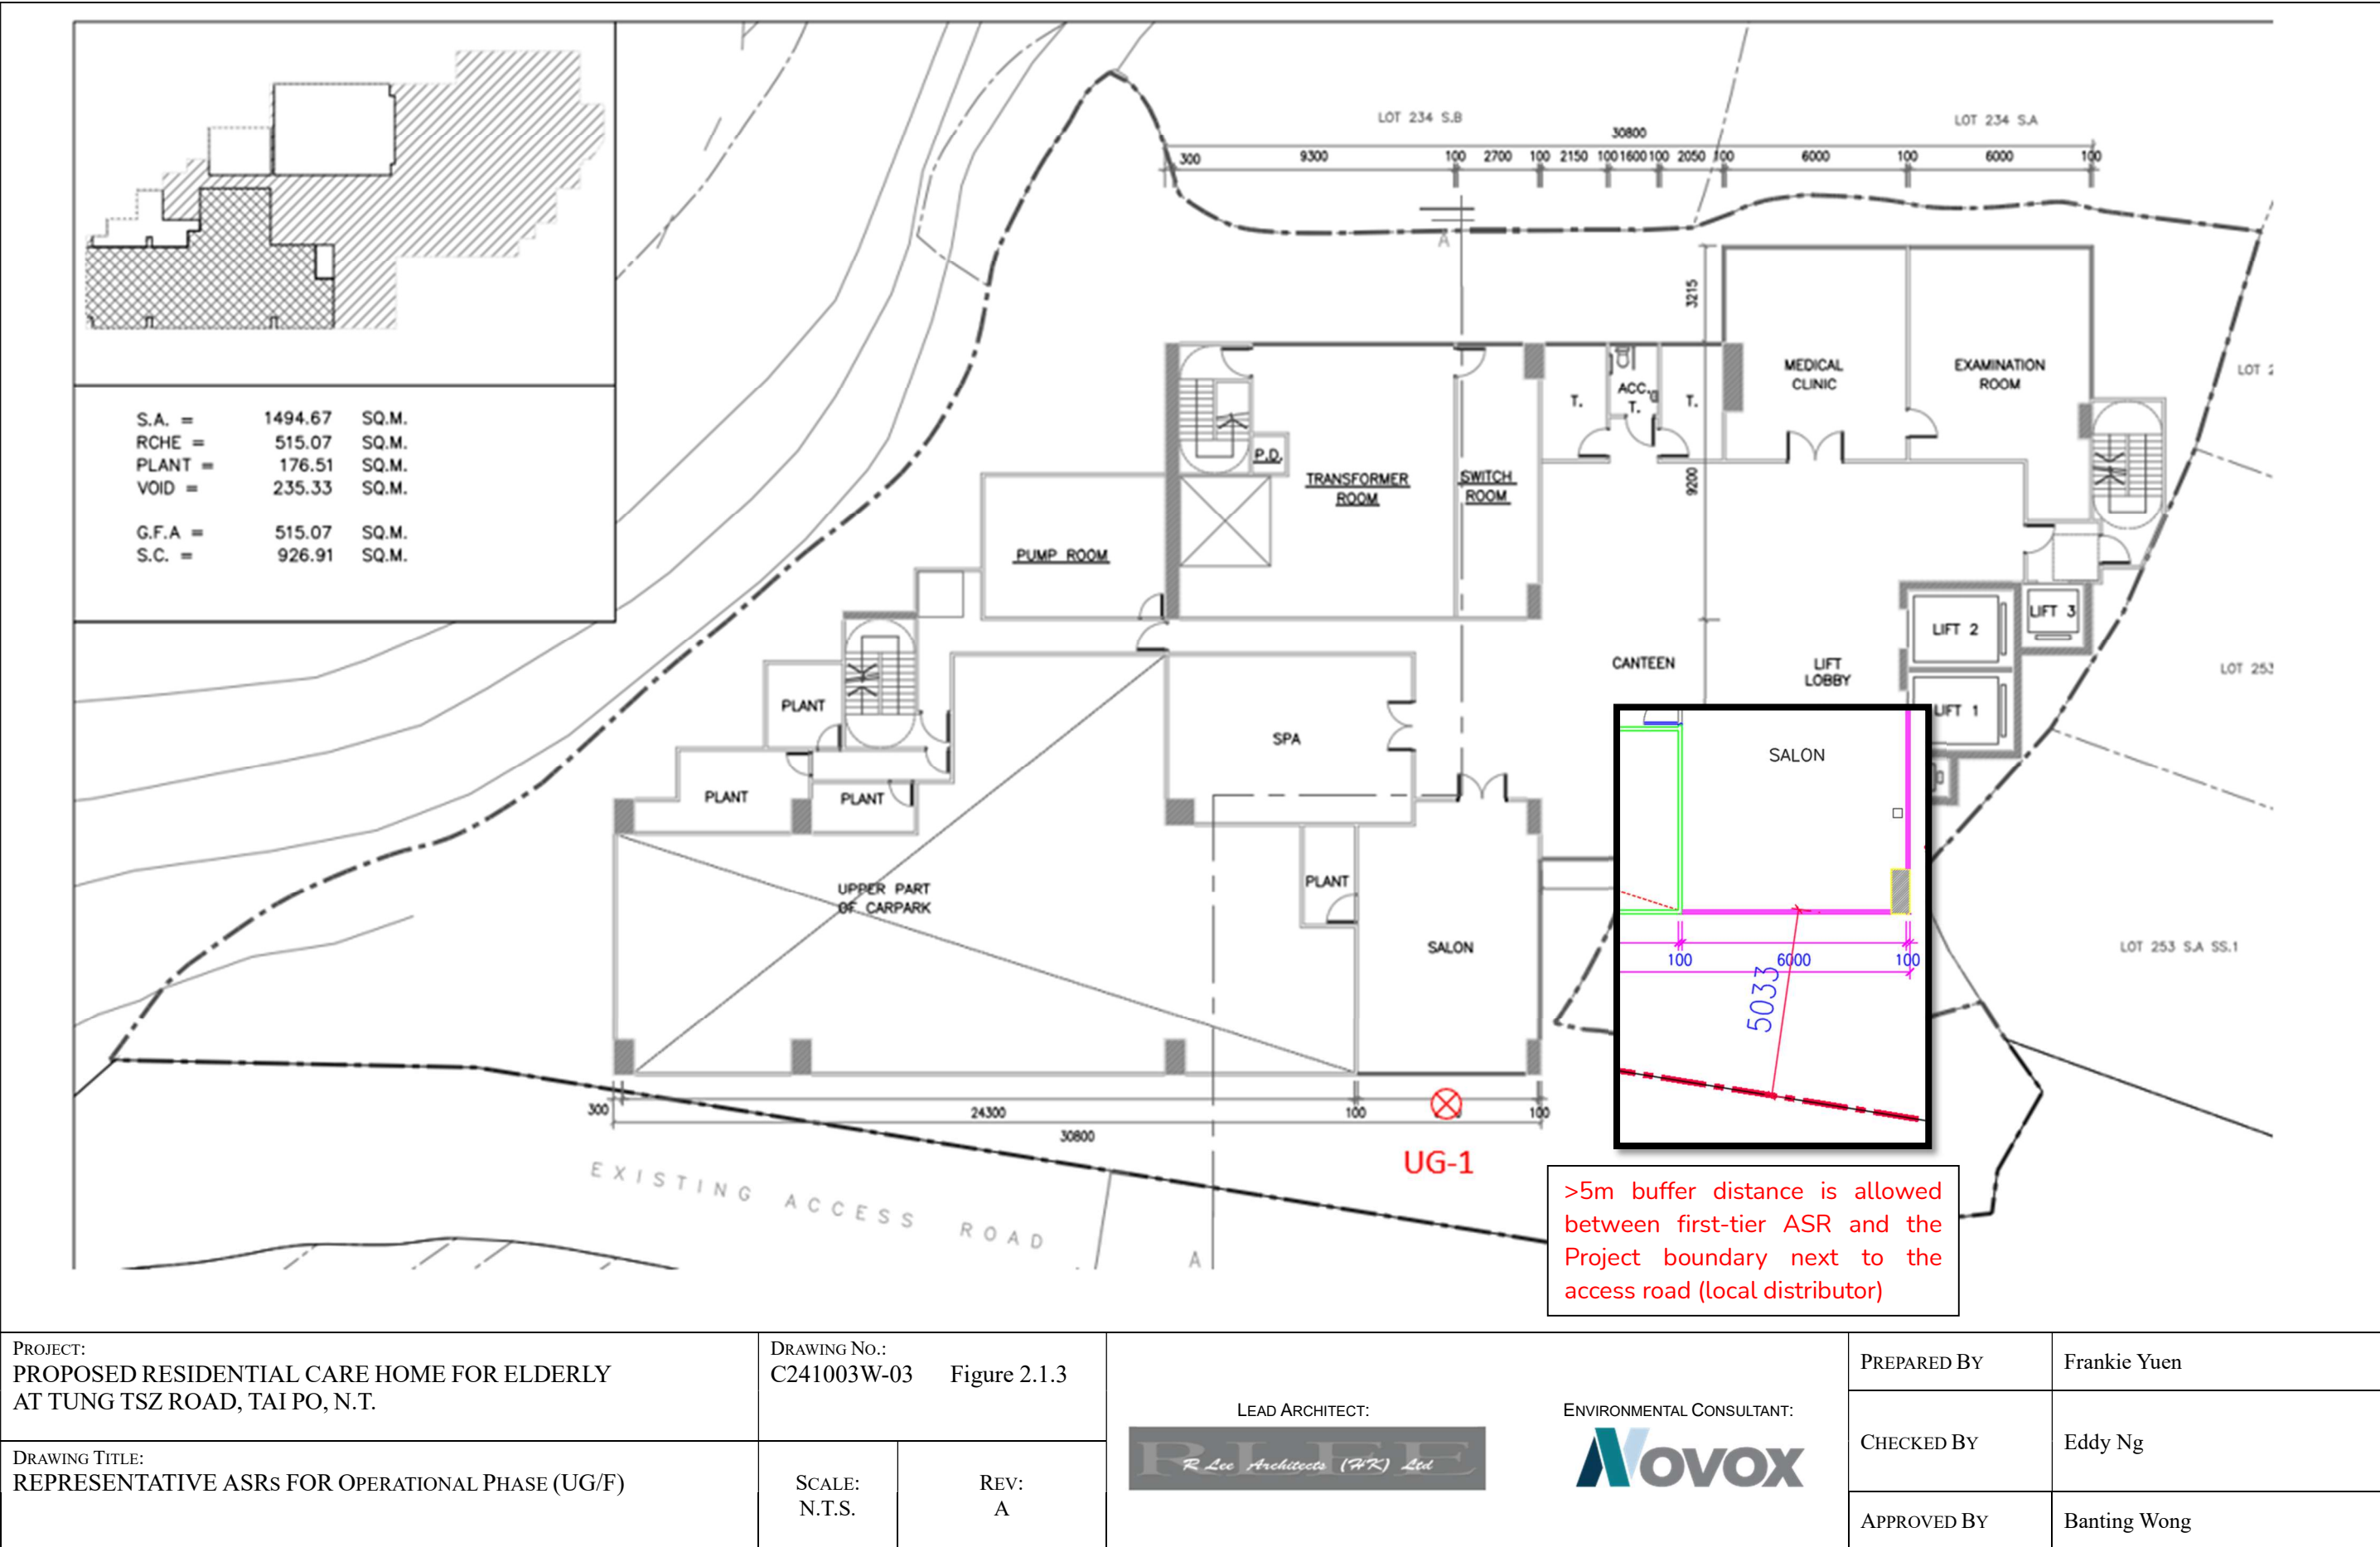 LOT 234 S.B
LOT 234 S.A
30800
300
9300
100
2700
100
2150
100
1600
100
2050
100
6000
100
6000
100
A
3215
9200
S.A. = 1494.67 SQ.M.
RCHE = 515.07 SQ.M.
PLANT = 176.51 SQ.M.
VOID = 235.33 SQ.M.
G.F.A = 515.07 SQ.M.
S.C. = 926.91 SQ.M.
MEDICAL
CLINIC
EXAMINATION
ROOM
LOT 2
T.
ACC.
T.
T.
P.D.
TRANSFORMER
ROOM
SWITCH
ROOM
PUMP ROOM
LIFT 3
LIFT 2
LIFT 1
CANTEEN
LIFT
LOBBY
LOT 253
PLANT
PLANT
PLANT
SPA
UPPER PART
OF CARPARK
PLANT
SALON
SALON
100
6000
100
5033
LOT 253 S.A SS.1
300
24300
100
100
30800
UG-1
EXISTING ACCESS ROAD
A
>5m buffer distance is allowed
between first-tier ASR and the
Project boundary next to the
access road (local distributor)
PROJECT:
PROPOSED RESIDENTIAL CARE HOME FOR ELDERLY
AT TUNG TSZ ROAD, TAI PO, N.T.
DRAWING NO.:
C241003W-03 Figure 2.1.3
DRAWING TITLE:
REPRESENTATIVE ASRS FOR OPERATIONAL PHASE (UG/F)
SCALE:
N.T.S.
REV:
A
LEAD ARCHITECT:
RLEE
R Lee Architects (HK) Ltd
ENVIRONMENTAL CONSULTANT:
NOVOX
PREPARED BY Frankie Yuen
CHECKED BY Eddy Ng
APPROVED BY Banting Wong